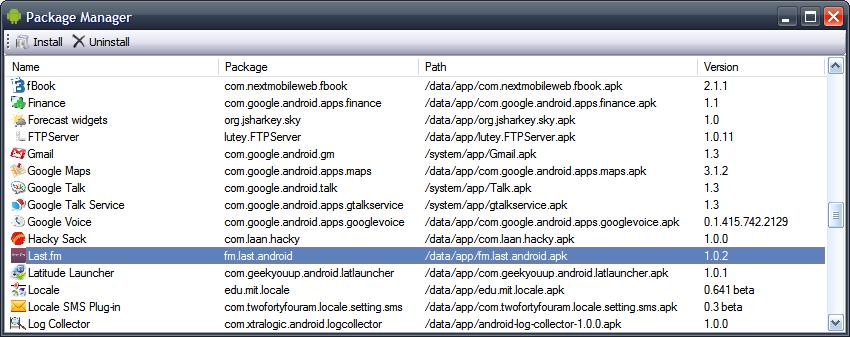 Package Manager
Install Uninstall
Name Package Path Version
fBook com.nextmobileweb.fbook /data/app/com.nextmobileweb.fbook.apk 2.1.1
Finance com.google.android.apps.finance /data/app/com.google.android.apps.finance.apk 1.1
Forecast widgets org.jsharkey.sky /data/app/org.jsharkey.sky.apk 1.0
FTPServer lutey.FTPServer /data/app/lutey.FTPServer.apk 1.0.11
Gmail com.google.android.gm /system/app/Gmail.apk 1.3
Google Maps com.google.android.apps.maps /data/app/com.google.android.apps.maps.apk 3.1.2
Google Talk com.google.android.talk /system/app/Talk.apk 1.3
Google Talk Service com.google.android.apps.gtalkservice /system/app/gtalkservice.apk 1.3
Google Voice com.google.android.apps.googlevoice /data/app/com.google.android.apps.googlevoice.apk 0.1.415.742.2129
Hacky Sack com.laan.hacky /data/app/com.laan.hacky.apk 1.0.0
Last.fm fm.last.android /data/app/fm.last.android.apk 1.0.2
Latitude Launcher com.geekyouup.android.latlauncher /data/app/com.geekyouup.android.latlauncher.apk 1.0.1
Locale edu.mit.locale /data/app/edu.mit.locale.apk 0.641 beta
Locale SMS Plug-in com.twofortyfouram.locale.setting.sms /data/app/com.twofortyfouram.locale.setting.sms.apk 0.3 beta
Log Collector com.xtralogic.android.logcollector /data/app/android-log-collector-1.0.0.apk 1.0.0